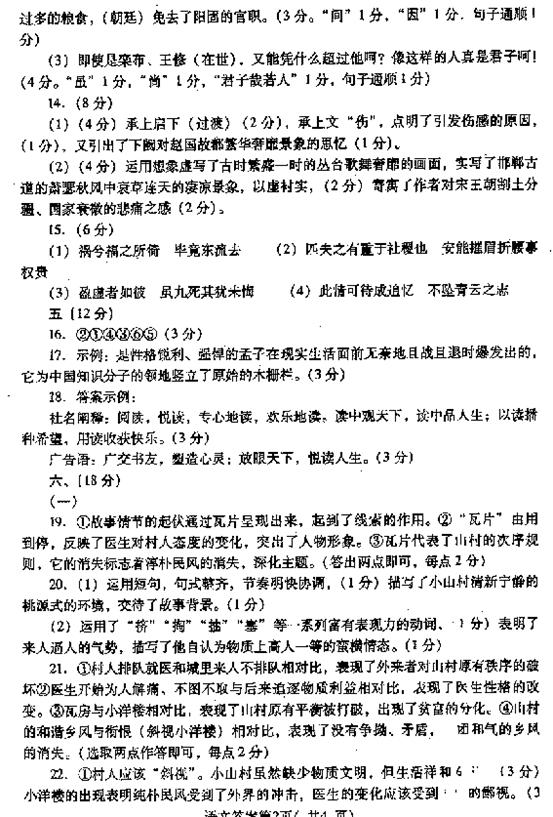 过多的粮食，（朝廷）免去了阳固的官职。（3分。“问”1分，“因”1分，句子通顺1
分）
（3）即使是栾布、王修（在世），又能凭什么超过他呵？像这样的人真是君子呵！
（4分。“虽”1分，“尚”1分，“君子哉若人”1分，句子通顺1分）
14．（8分）
（1）（4分）承上启下（过渡）（2分），承上文“伤”，点明了引发伤感的原因，
（1分），又引出了下阕对赵国故都繁华奢靡景象的思忆（1分）。
（2）（4分）运用想象虚写了古时繁盛一时的丛台歌舞奢靡的画面，实写了邯郸古
道的萧瑟秋风中衰草连天的凄凉景象，以虚衬实，（2分）寄寓了作者对宋王朝割土分
疆、国家衰微的悲痛之感（2分）。
15．（6分）
（1）祸兮福之所倚 毕竟东流去 （2）匹夫之有重于社稷也 安能摧眉折腰事
权贵
（3）盈虚者如彼 虽九死其犹未悔 （4）此情可待成追忆 不坠青云之志
五（12分）
16．②①④③⑥⑤（3分）
17．示例：是性格锐利、强悍的孟子在现实生活面前无奈地且战且退时爆发出的，
它为中国知识分子的领地竖立了原始的木栅栏。（3分）
18．答案示例：
社名阐释：阅读，悦读，专心地读，欢乐地读。读中观天下，读中品人生；以读播
种希望，用读收获快乐。（3分）
广告语：广交书友，塑造心灵；放眼天下，悦读人生。（3分）
六、（18分）
（一）
19．①故事情节的起伏通过瓦片呈现出来，起到了线索的作用。②“瓦片”由用
到停，反映了医生对村人态度的变化，突出了人物形象。③瓦片代表了山村的次序规
则，它的消失标志着淳朴民风的消失，深化主题。（答出两点即可，每点2分）
20．（1）运用短句，句式整齐，节奏明快协调，（1分）描写了小山村清新宁静的
桃源式的环境，交待了故事背景。（1分）
（2）运用了“挤”“掏”“抽”“塞”等一系列富有表现力的动词、 1分）表明了
来人逼人的气势，描写了他自认为物质上高人一等的蛮横情态。（1分）
21．①村人排队就医和城里来人不排队相对比，表现了外来者对山村原有秩序的破
坏②医生开始为人解痛、不图不取与后来追逐物质利益相对比，表现了医生性格的改
变。③瓦房与小洋楼相对比，表现了山村原有平衡被打破，出现了贫富的分化。④山村
的和谐乡风与衔恨（斜视小洋楼）相对比，表现了没有争拗、矛盾， 团和气的乡风
的消失。（选取两点作答即可，每点2分）
22．①村人应该“斜视”。小山村虽然缺少物质文明，但生活祥和 （3分）
小洋楼的出现表明纯朴民风受到了外界的冲击，医生的变化应该受到 的鄙视。（3
语文答案第2页（共4页）